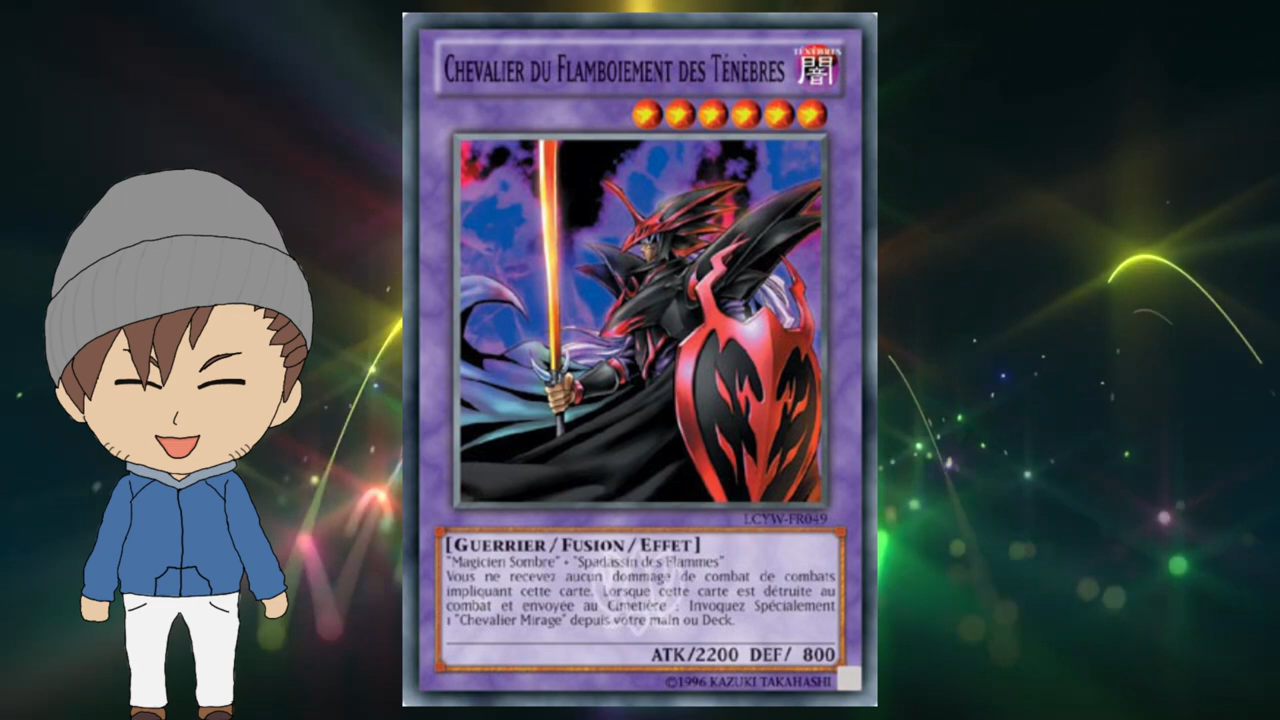 CHEVALIER DU FLAMBOIEMENT DES TÉNÈBRES
TÉNÈBRES
闇
LCYW-FR049
[GUERRIER/FUSION/EFFET]
"Magicien Sombre" + "Spadassin des Flammes"
Vous ne recevez aucun dommage de combat de combats
impliquant cette carte. Lorsque cette carte est détruite au
combat et envoyée au Cimetière : Invoquez Spécialement
1 "Chevalier Mirage" depuis votre main ou Deck.
ATK/2200 DEF/ 800
©1996 KAZUKI TAKAHASHI